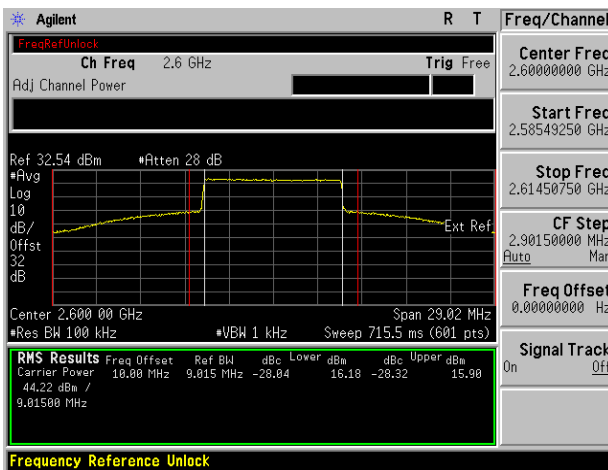 Agilent R T Freq/Channel
FreqRefUnlock
Ch Freq 2.6 GHz Trig Free
Adj Channel Power
Center Freq
2.60000000 GHz
Start Freq
2.58549250 GHz
Stop Freq
2.61450750 GHz
CF Step
2.90150000 MHz
Auto Man
Freq Offset
0.00000000 Hz
Signal Track
On Off
Ref 32.54 dBm #Atten 28 dB
#Avg
Log
10
dB/
Offst
32
dB
Ext Ref
Center 2.600 00 GHz Span 29.02 MHz
#Res BW 100 kHz #VBW 1 kHz Sweep 715.5 ms (601 pts)
RMS Results Freq Offset Ref BW dBc Lower dBm dBc Upper dBm
Carrier Power 10.00 MHz 9.015 MHz -28.04 16.18 -28.32 15.90
44.22 dBm /
9.01500 MHz
Frequency Reference Unlock